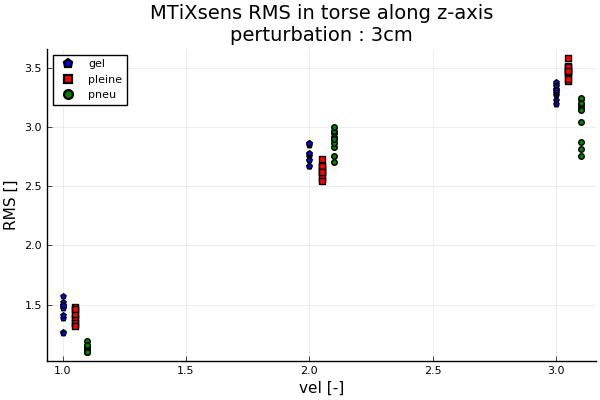 MTiXsens RMS in torse along z-axis
perturbation : 3cm
gel
pleine
pneu
RMS []
3.5
3.0
2.5
2.0
1.5
1.0
1.5
2.0
2.5
3.0
vel [-]